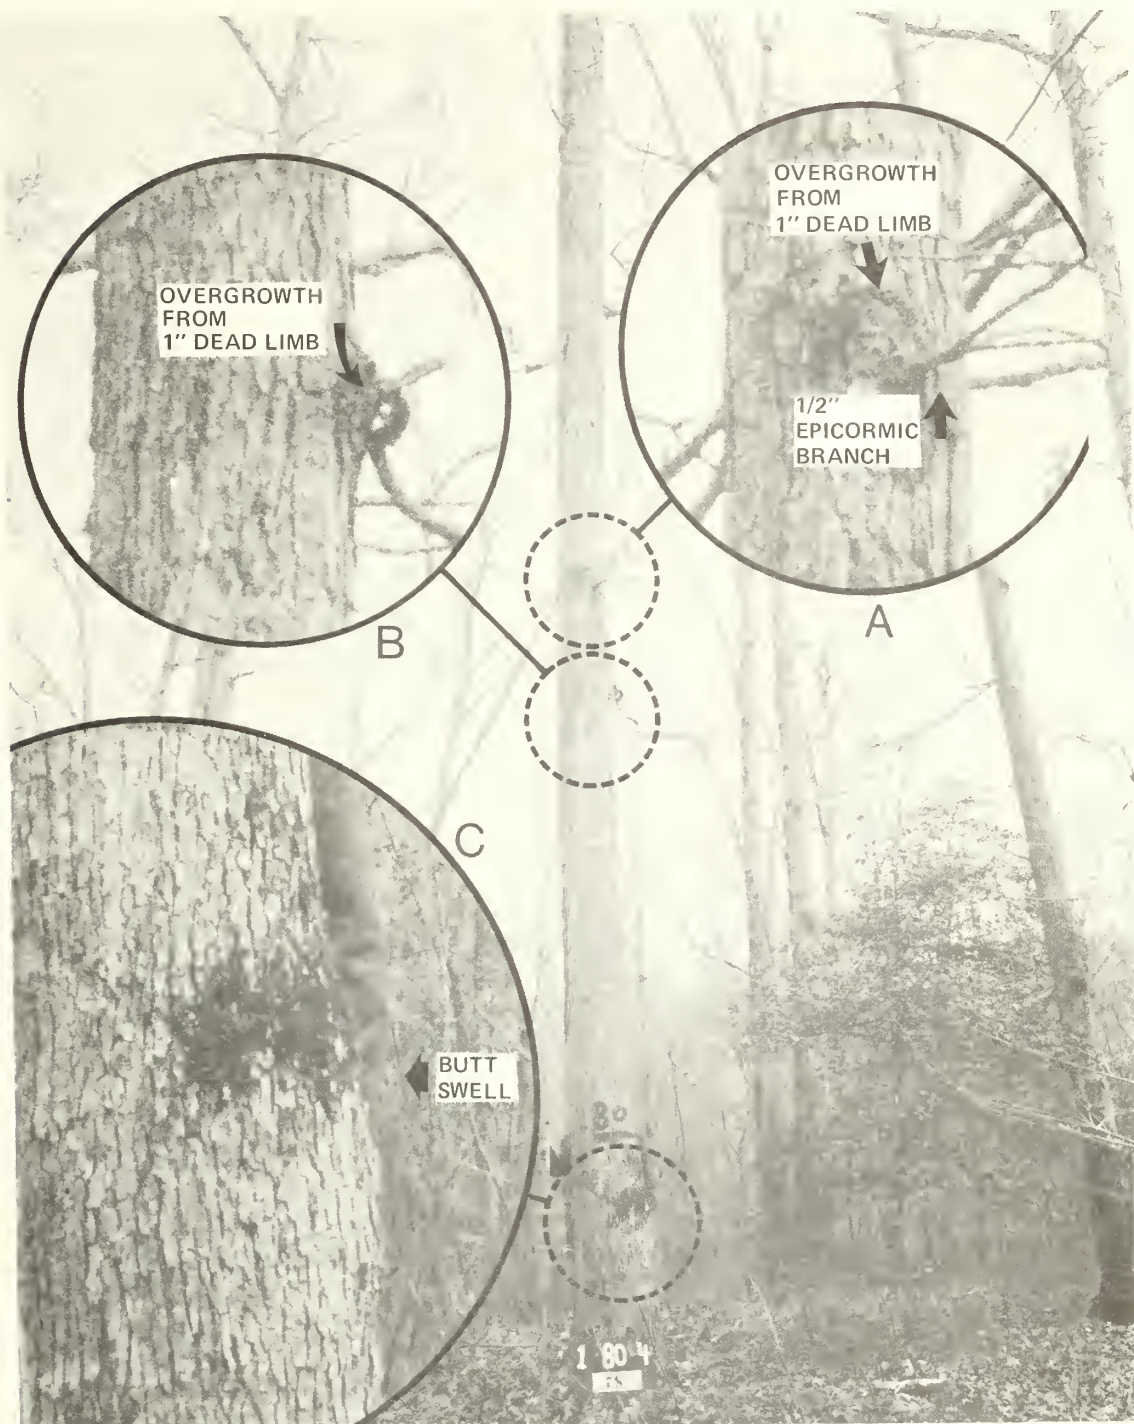 OVERGROWTH
FROM
1" DEAD LIMB
A
1/2"
EPICORMIC
BRANCH
OVERGROWTH
FROM
1" DEAD LIMB
B
C
BUTT
SWELL
80
1 80 4